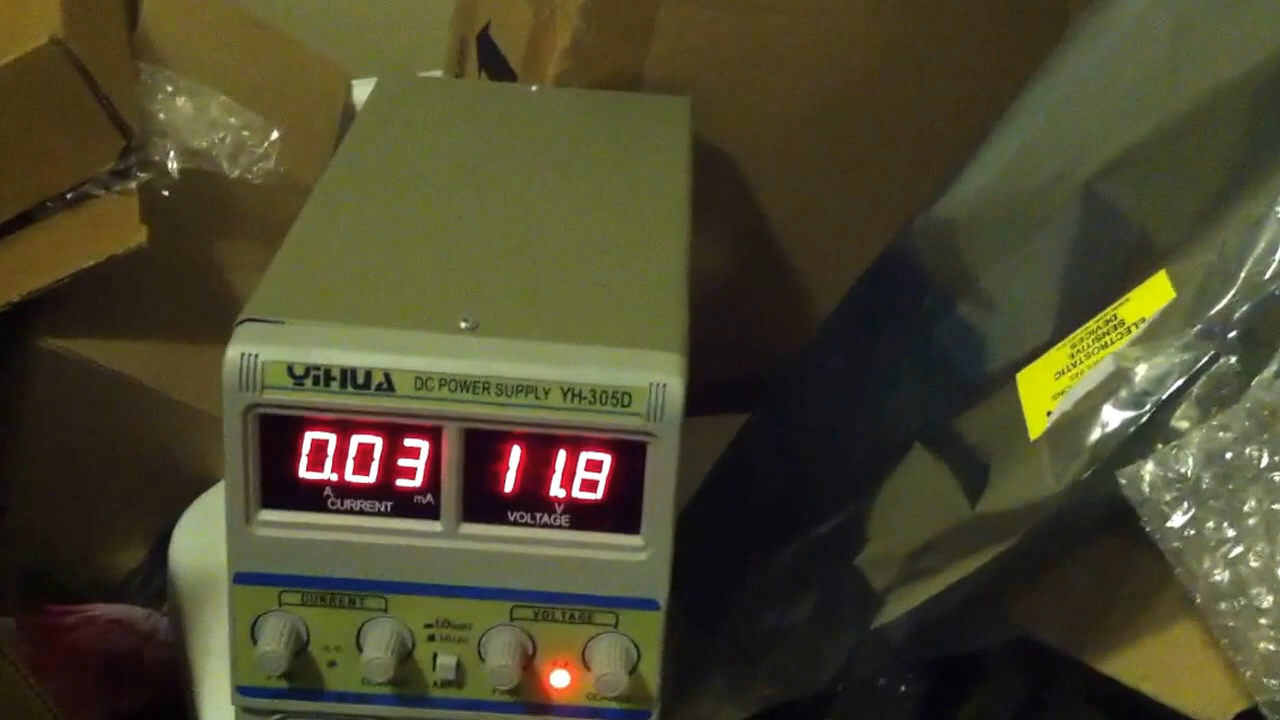 YiHUA DC POWER SUPPLY YH-305D
0.03 11.8
A mA V
CURRENT VOLTAGE
CURRENT VOLTAGE
C.C.
ELECTROSTATIC
SENSITIVE
DEVICES